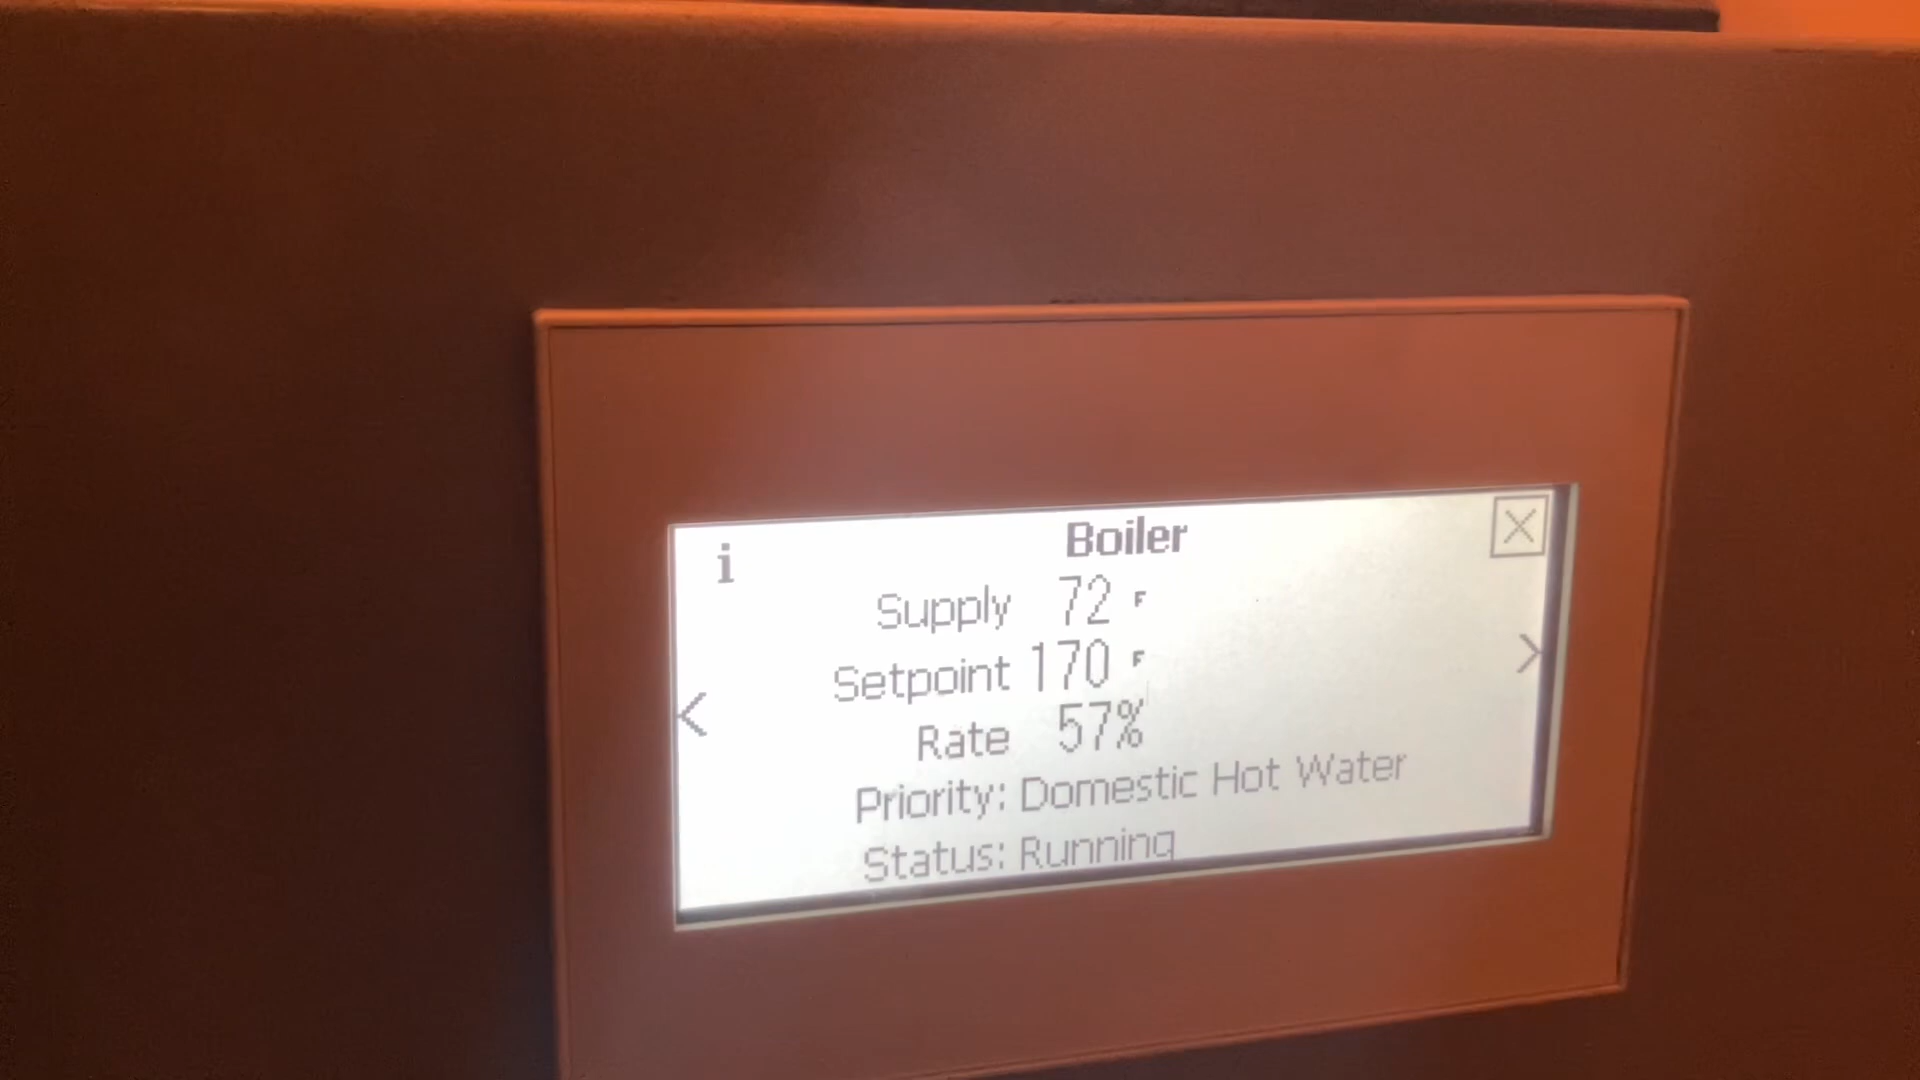 i Boiler X
Supply 72 F
Setpoint 170 F
< >
Rate 57%
Priority: Domestic Hot Water
Status: Running